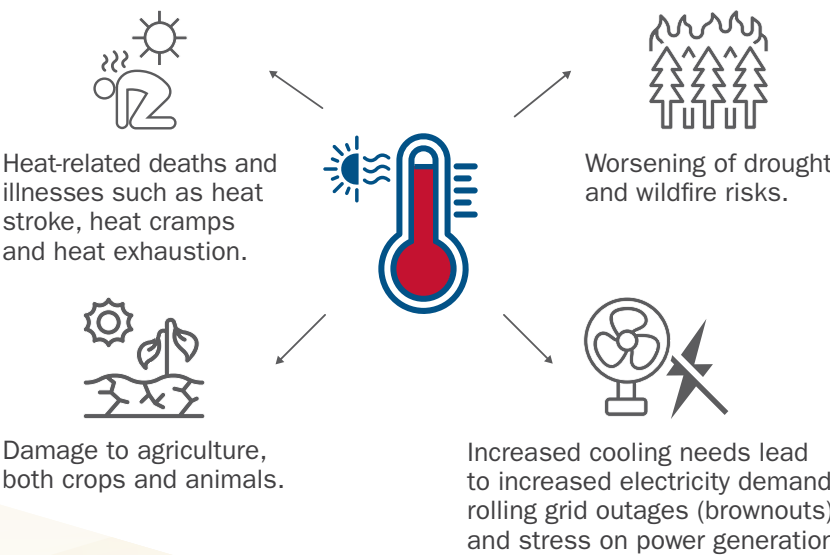 Heat-related deaths and
illnesses such as heat
stroke, heat cramps
and heat exhaustion.
Worsening of drought
and wildfire risks.
Damage to agriculture,
both crops and animals.
Increased cooling needs lead
to increased electricity demand
rolling grid outages (brownouts)
and stress on power generation